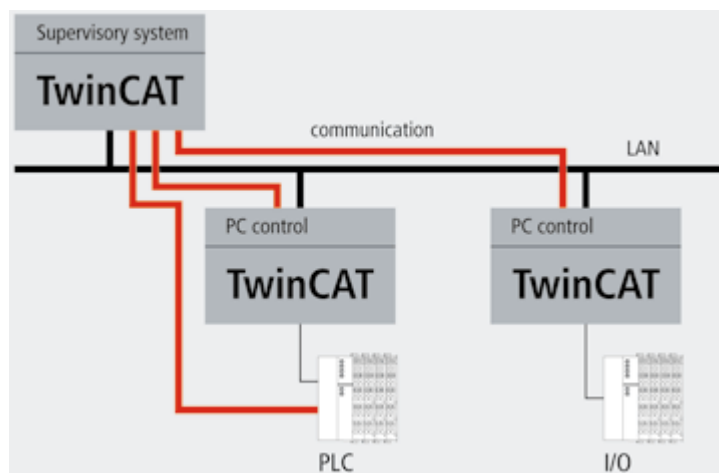 Supervisory system
TwinCAT
communication
LAN
PC control
TwinCAT
PC control
TwinCAT
PLC
I/O